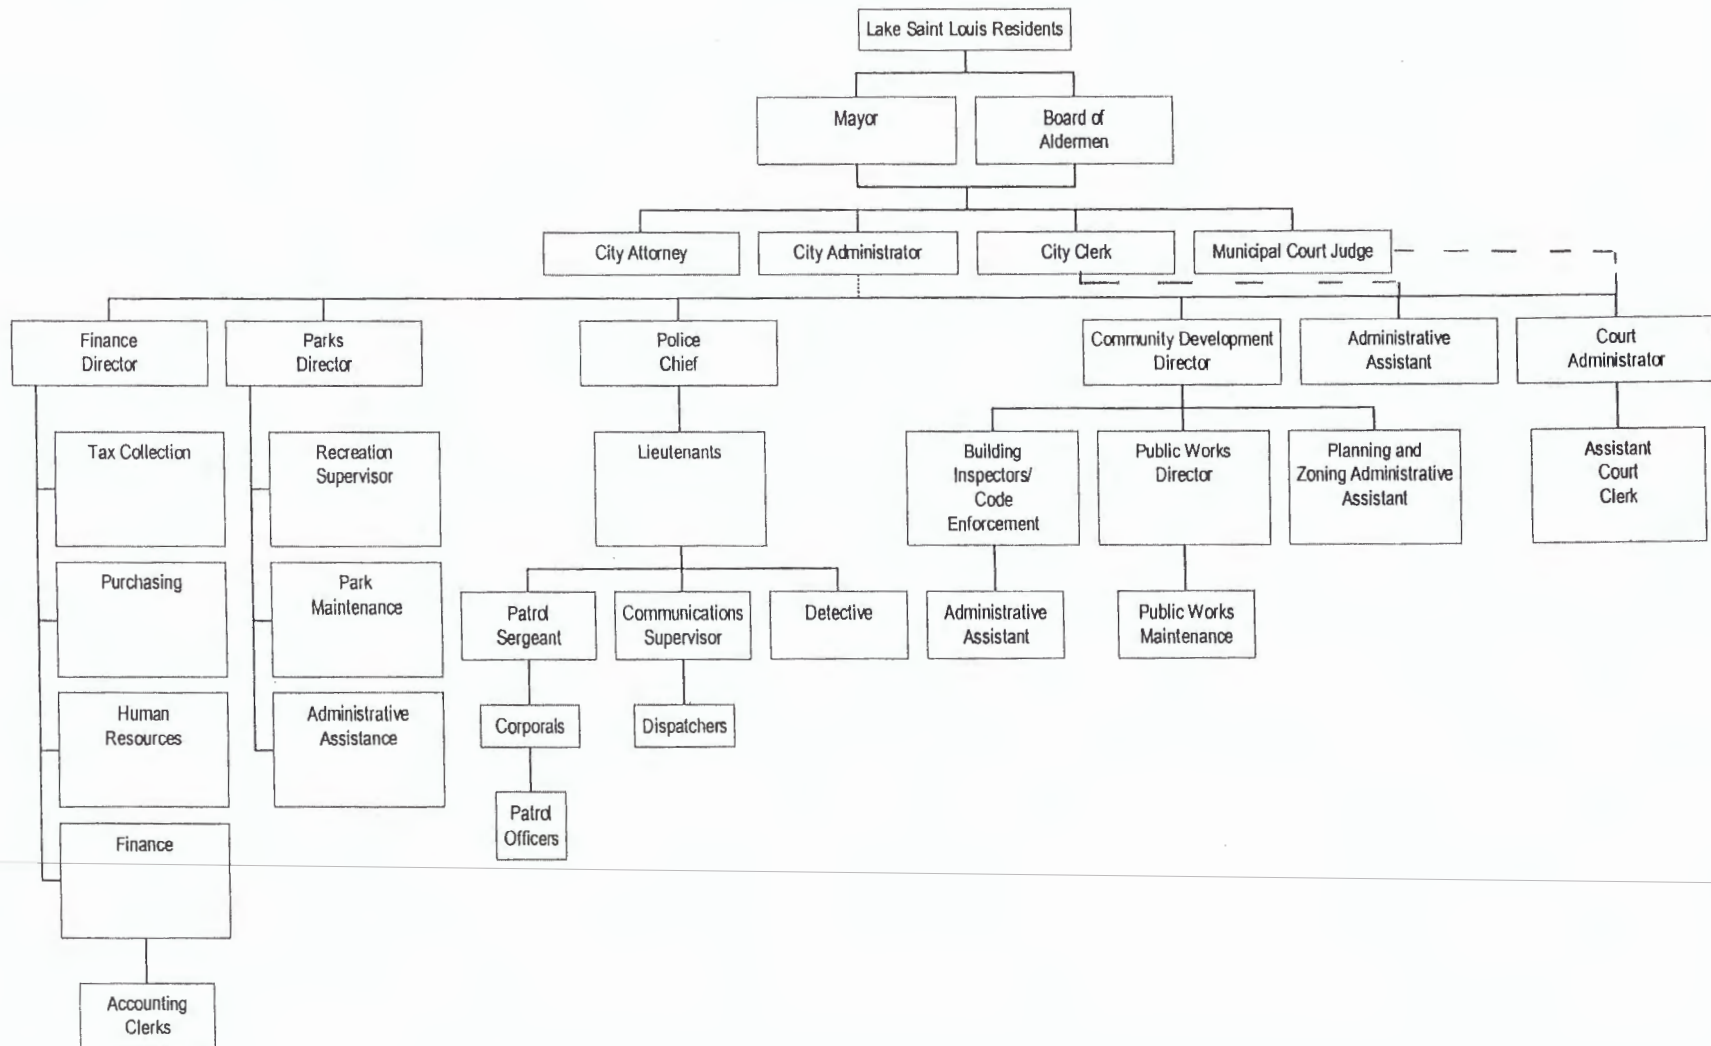 Lake Saint Louis Residents
Mayor
Board of
Aldermen
City Attorney
City Administrator
City Clerk
Municipal Court Judge
Finance
Director
Parks
Director
Police
Chief
Community Development
Director
Administrative
Assistant
Court
Administrator
Tax Collection
Recreation
Supervisor
Lieutenants
Building
Inspectors/
Code
Enforcement
Public Works
Director
Planning and
Zoning Administrative
Assistant
Assistant
Court
Clerk
Purchasing
Park
Maintenance
Patrol
Sergeant
Communications
Supervisor
Detective
Administrative
Assistant
Public Works
Maintenance
Human
Resources
Administrative
Assistance
Corporals
Dispatchers
Patrol
Officers
Finance
Accounting
Clerks